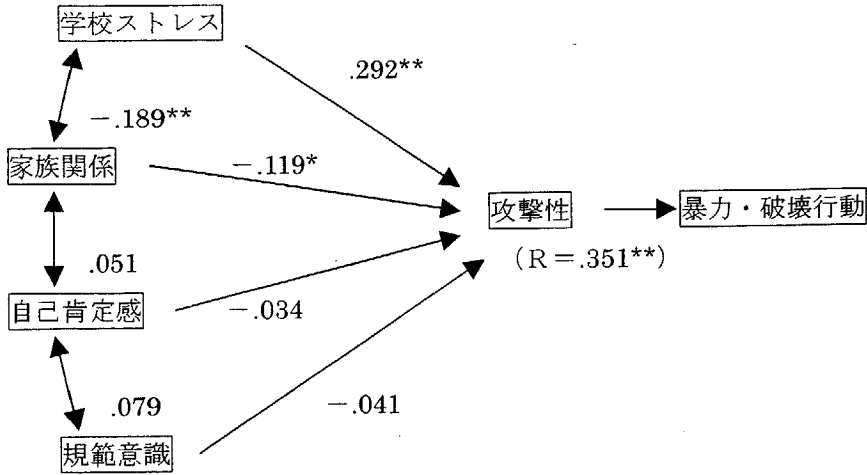 学校ストレス
.292**
－.189**
家族関係
－.119*
攻撃性
暴力・破壊行動
（R＝.351**）
.051
自己肯定感
－.034
.079
－.041
規範意識